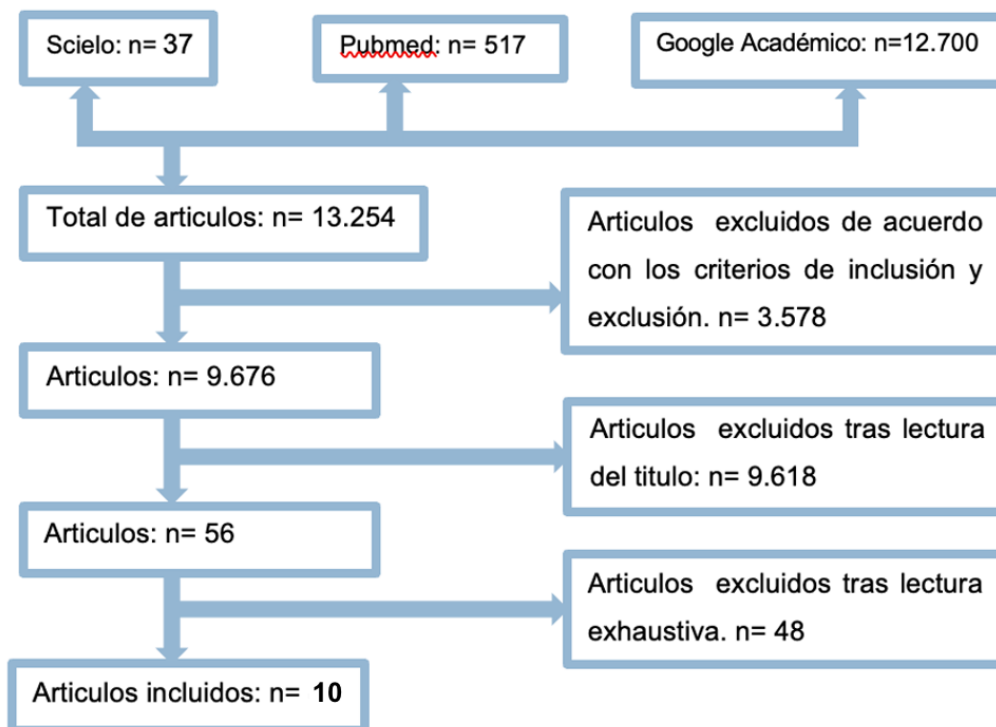 Scielo: n= 37
Pubmed: n= 517
Google Académico: n=12.700
Total de articulos: n= 13.254
Articulos excluidos de acuerdo
con los criterios de inclusión y
exclusión. n= 3.578
Articulos: n= 9.676
Articulos excluidos tras lectura
del titulo: n= 9.618
Articulos: n= 56
Articulos excluidos tras lectura
exhaustiva. n= 48
Articulos incluidos: n= 10